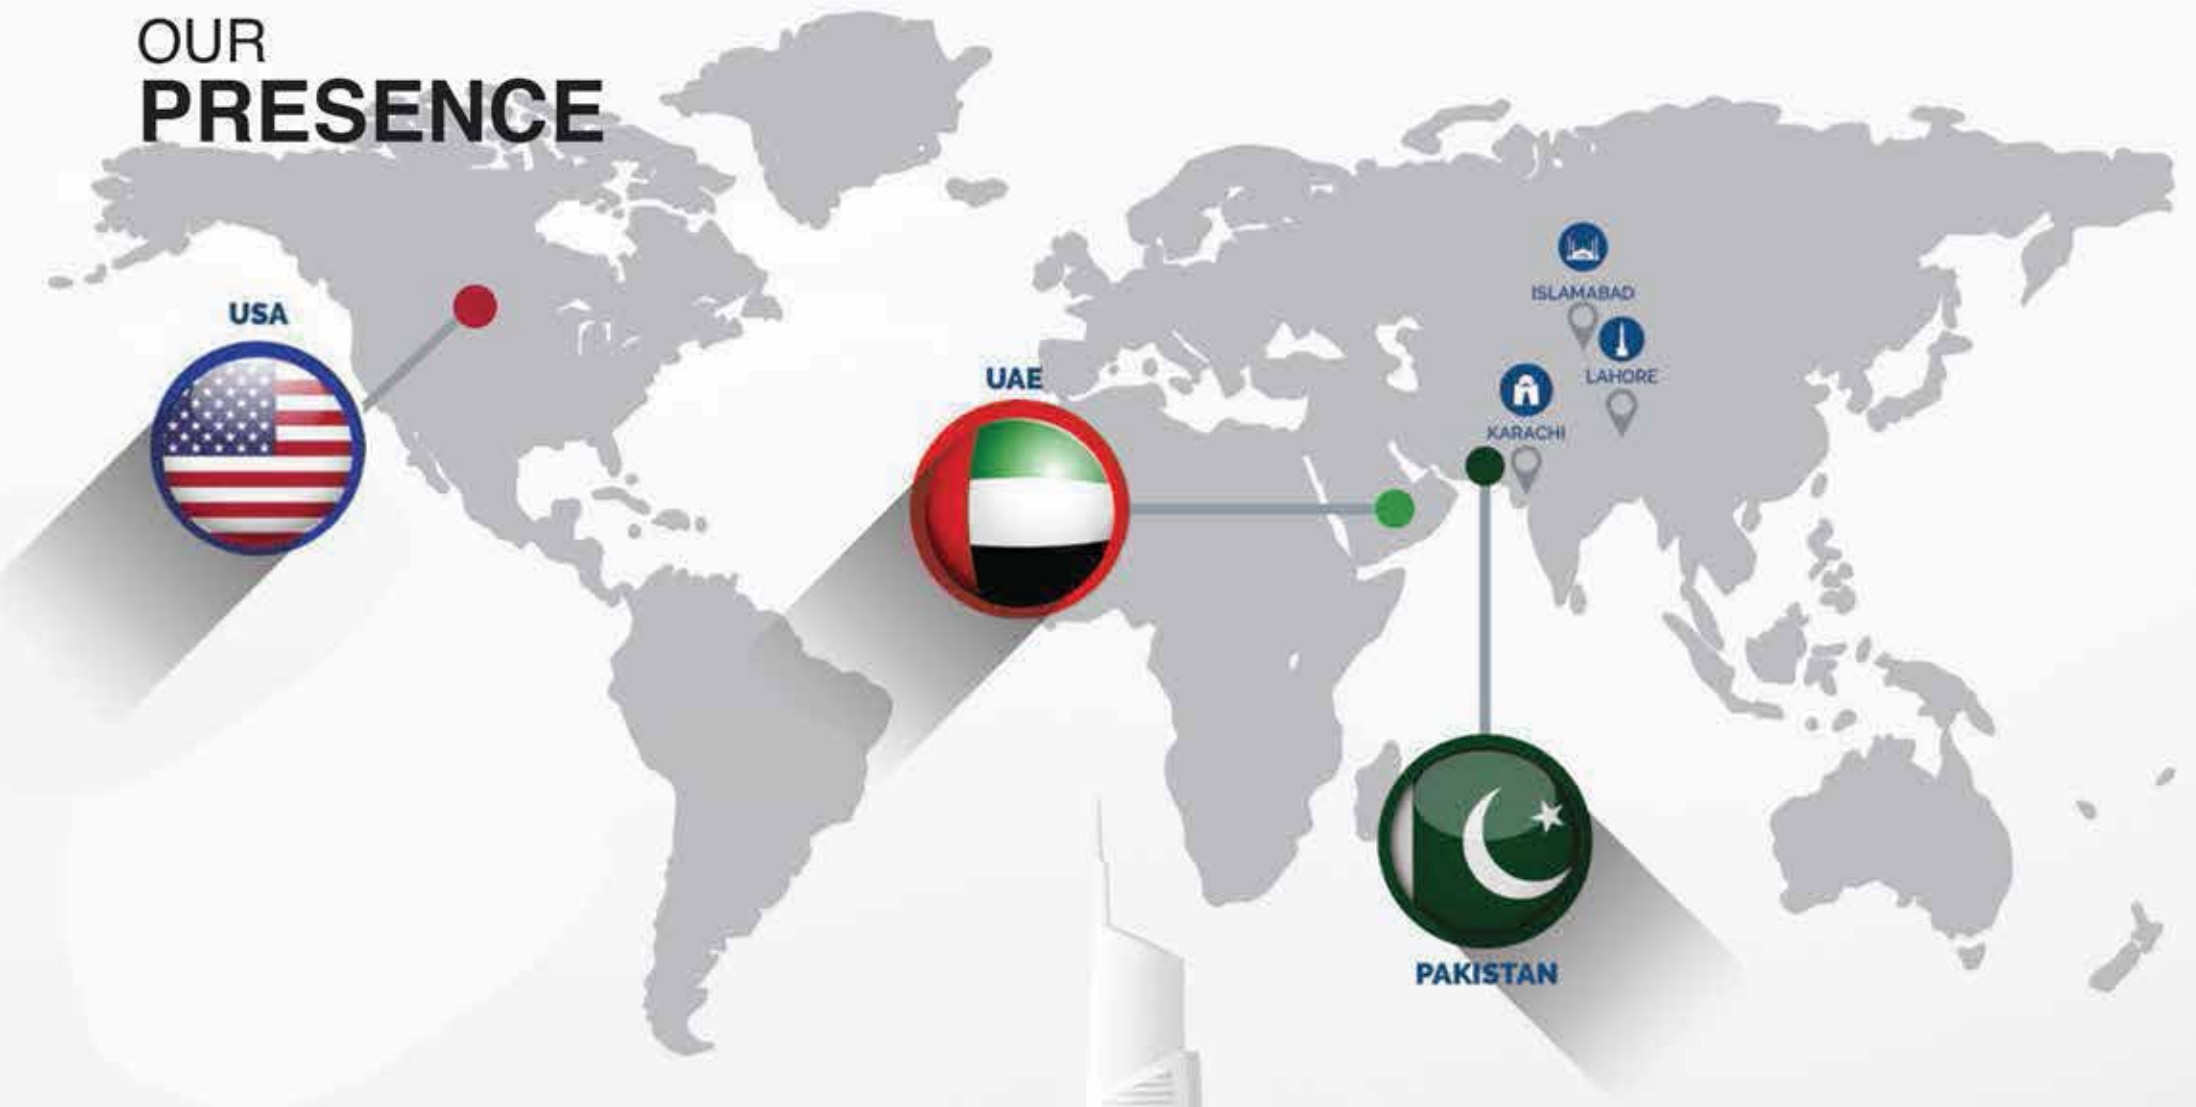 OUR
PRESENCE
USA
UAE
ISLAMABAD
LAHORE
KARACHI
PAKISTAN